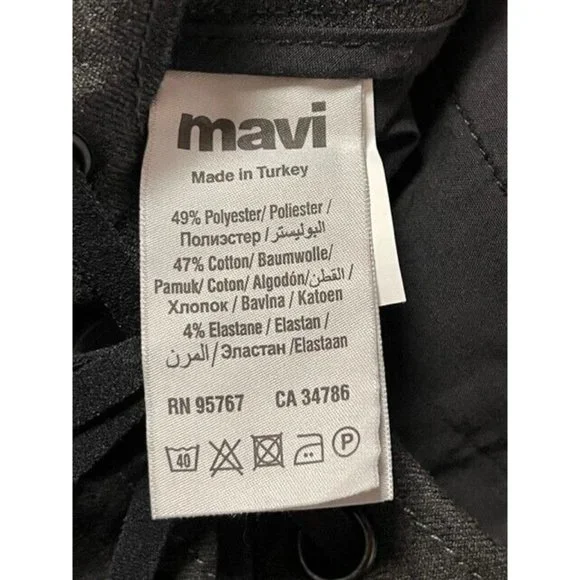 mavi
Made in Turkey
49% Polyester/ Poliester /
Полиэстер /البوليستر/
47% Cotton/ Baumwolle/
Pamuk/ Coton/ Algodón/القطن/
Хлопок / Bavlna / Katoen
4% Elastane / Elastan /
المرن/ Эластан /Elastaan
RN 95767 CA 34786
40 P